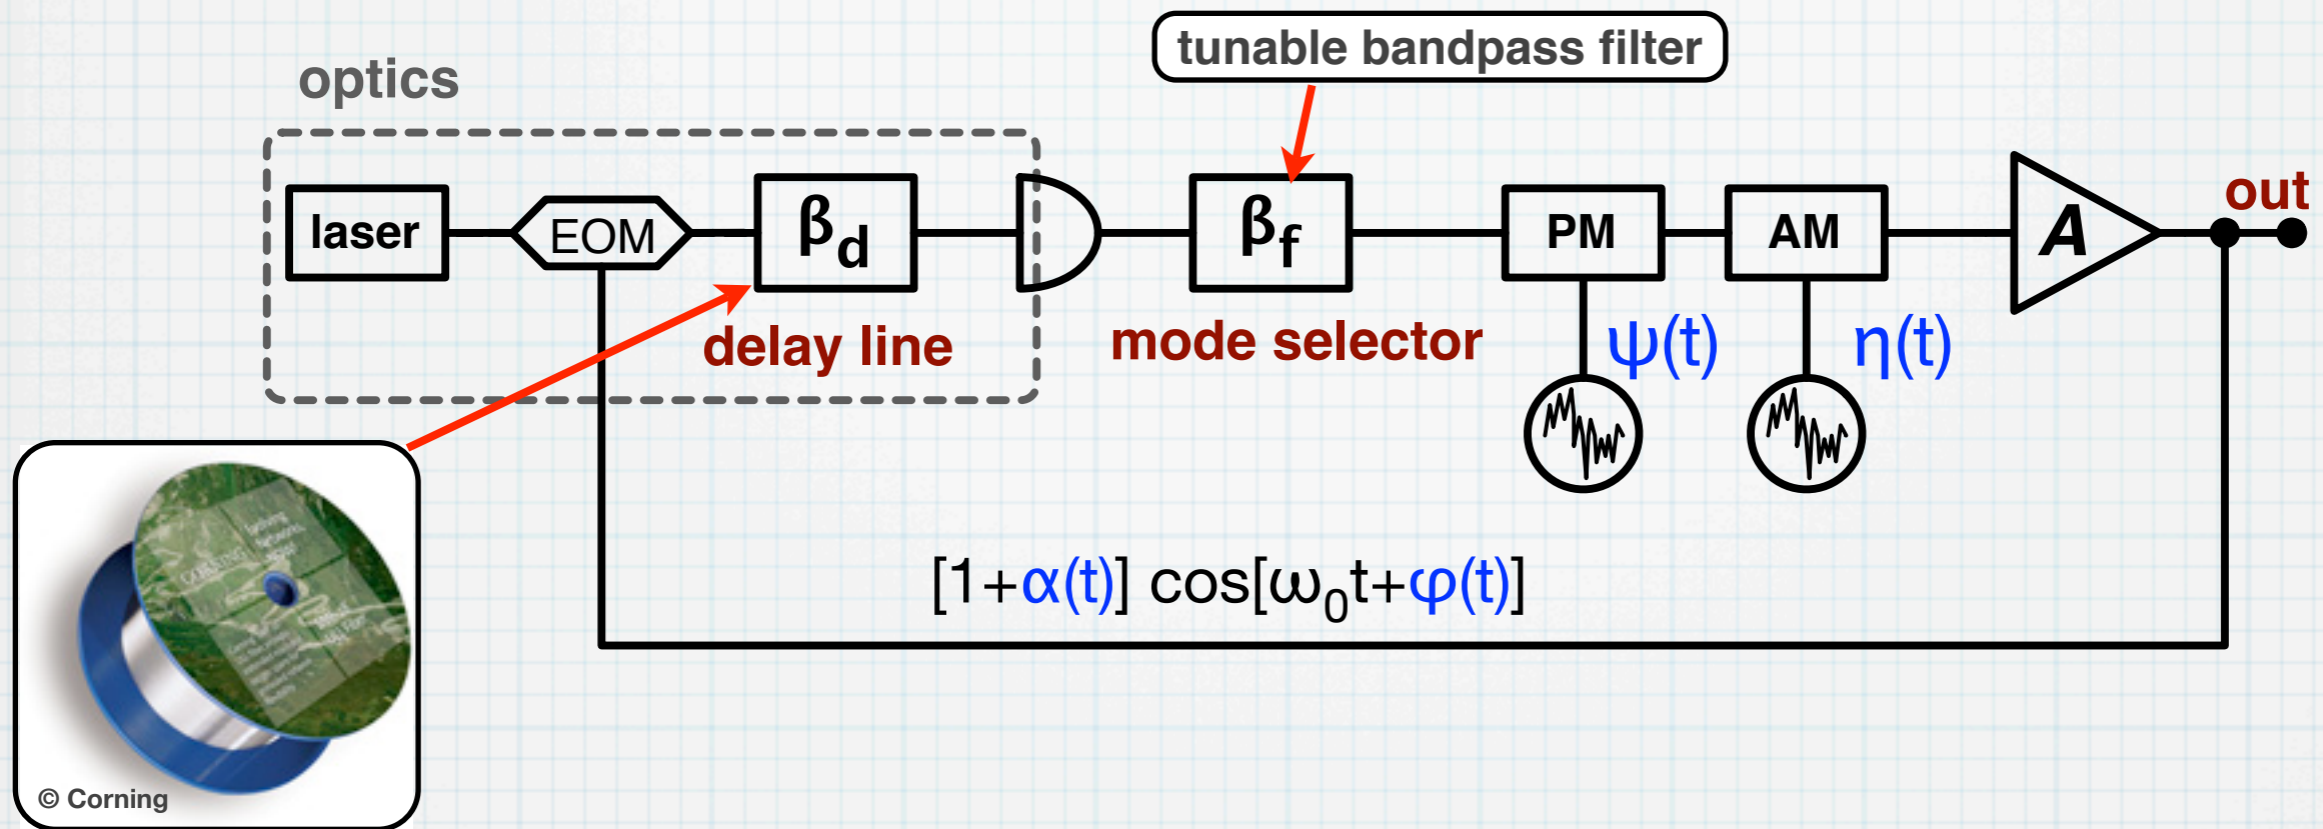 tunable bandpass filter
optics
laser
EOM
βd
βf
PM
AM
A
out
delay line
mode selector
ψ(t)
η(t)
[1+α(t)] cos[ω0t+φ(t)]
CORNING
© Corning